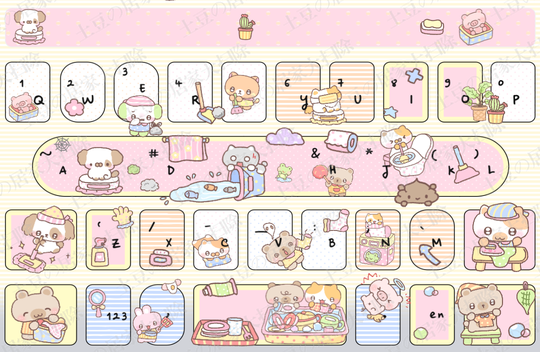 1 2 3 4 6 7 8 9 0
Q W E R Y U I O P
~ # & * ( )
A D H J K L
Z X C V B N M
123 en